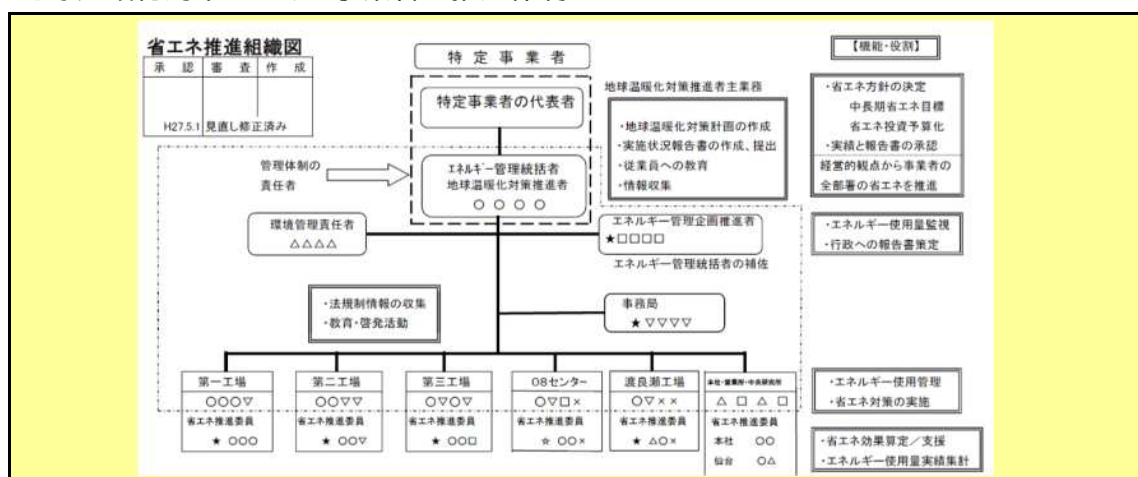 省エネ推進組織図
承 認 審 査 作 成
H27.5.1 見直し修正済み
特 定 事 業 者
特定事業者の代表者
管理体制の
責任者
エネルギー管理統括者
地球温暖化対策推進者
○ ○ ○ ○
地球温暖化対策推進者主業務
・地球温暖化対策計画の作成
・実施状況報告書の作成、提出
・従業員への教育
・情報収集
【機能・役割】
・省エネ方針の決定
中長期省エネ目標
省エネ投資予算化
・実績と報告書の承認
経営的観点から事業者の
全部署の省エネを推進
環境管理責任者
△△△△
エネルギー管理企画推進者
★□□□□
エネルギー管理統括者の補佐
・エネルギー使用量監視
・行政への報告書策定
・法規制情報の収集
・教育・啓発活動
事務局
★▽▽▽▽
第一工場
○○○▽
省エネ推進委員
★ ○○○
第二工場
○○▽▽
省エネ推進委員
★ ○○▽
第三工場
○▽○▽
省エネ推進委員
★ ○○□
O8センター
○▽□×
省エネ推進委員
☆ ○○×
渡良瀬工場
○▽××
省エネ推進委員
★ △○×
本社・営業所・中央研究所
△ □ △ □
省エネ推進委員
本社 ○○
仙台 ○△
・エネルギー使用管理
・省エネ対策の実施
・省エネ効果算定/支援
・エネルギー使用量実績集計